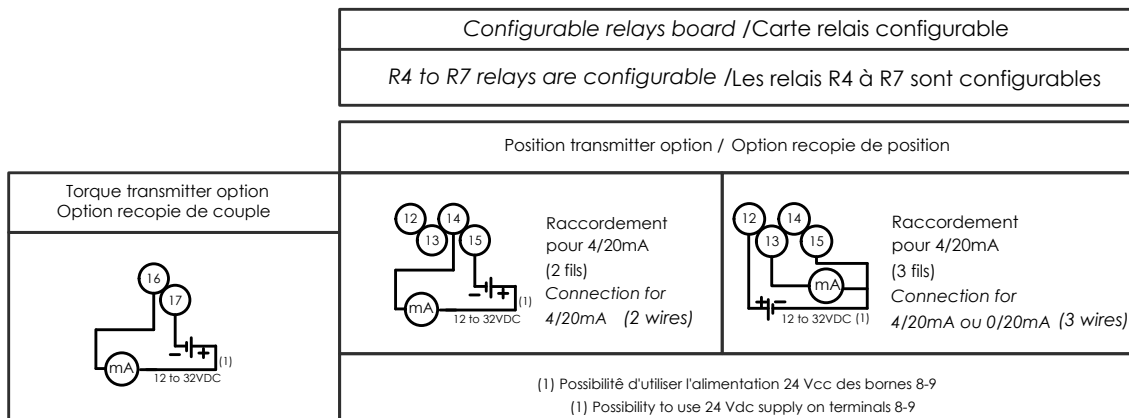 Configurable relays board /Carte relais configurable
R4 to R7 relays are configurable /Les relais R4 à R7 sont configurables
Position transmitter option / Option recopie de position
Torque transmitter option
Option recopie de couple
16
17
mA
- +
(1)
12 to 32VDC
12
14
13
15
mA
- +
(1)
12 to 32VDC
Raccordement
pour 4/20mA
(2 fils)
Connection for
4/20mA (2 wires)
12
14
13
15
mA
+ -
12 to 32VDC (1)
Raccordement
pour 4/20mA
(3 fils)
Connection for
4/20mA ou 0/20mA (3 wires)
(1) Possibilitê d'utiliser l'alimentation 24 Vcc des bornes 8-9
(1) Possibility to use 24 Vdc supply on terminals 8-9